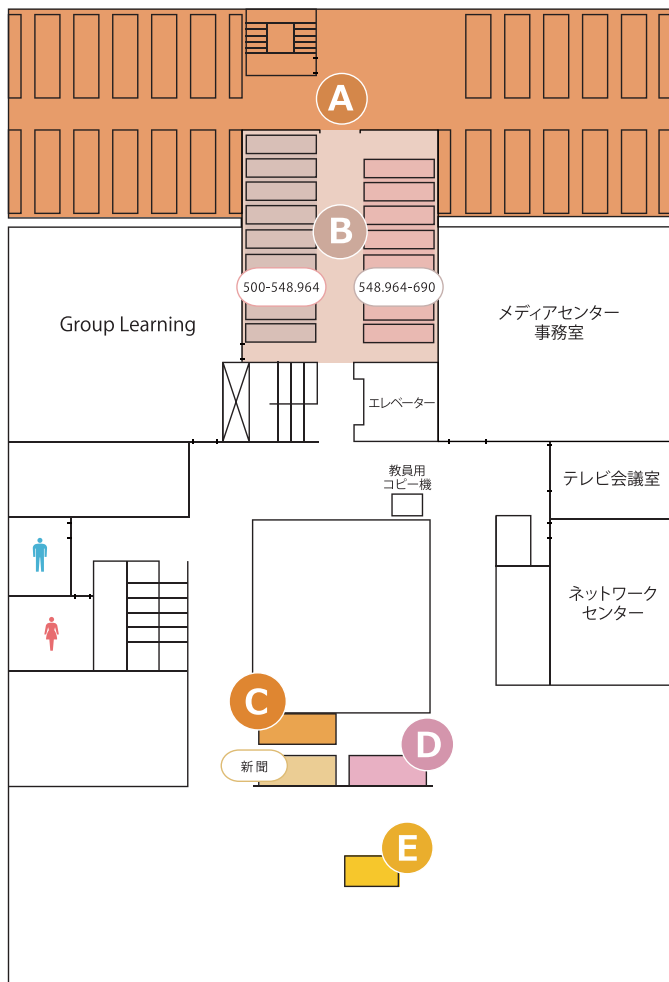 A
B
500-548.964
548.964-690
Group Learning
メディアセンター
事務室
エレベーター
教員用
コピー機
テレビ会議室
ネットワーク
センター
C
D
新聞
E